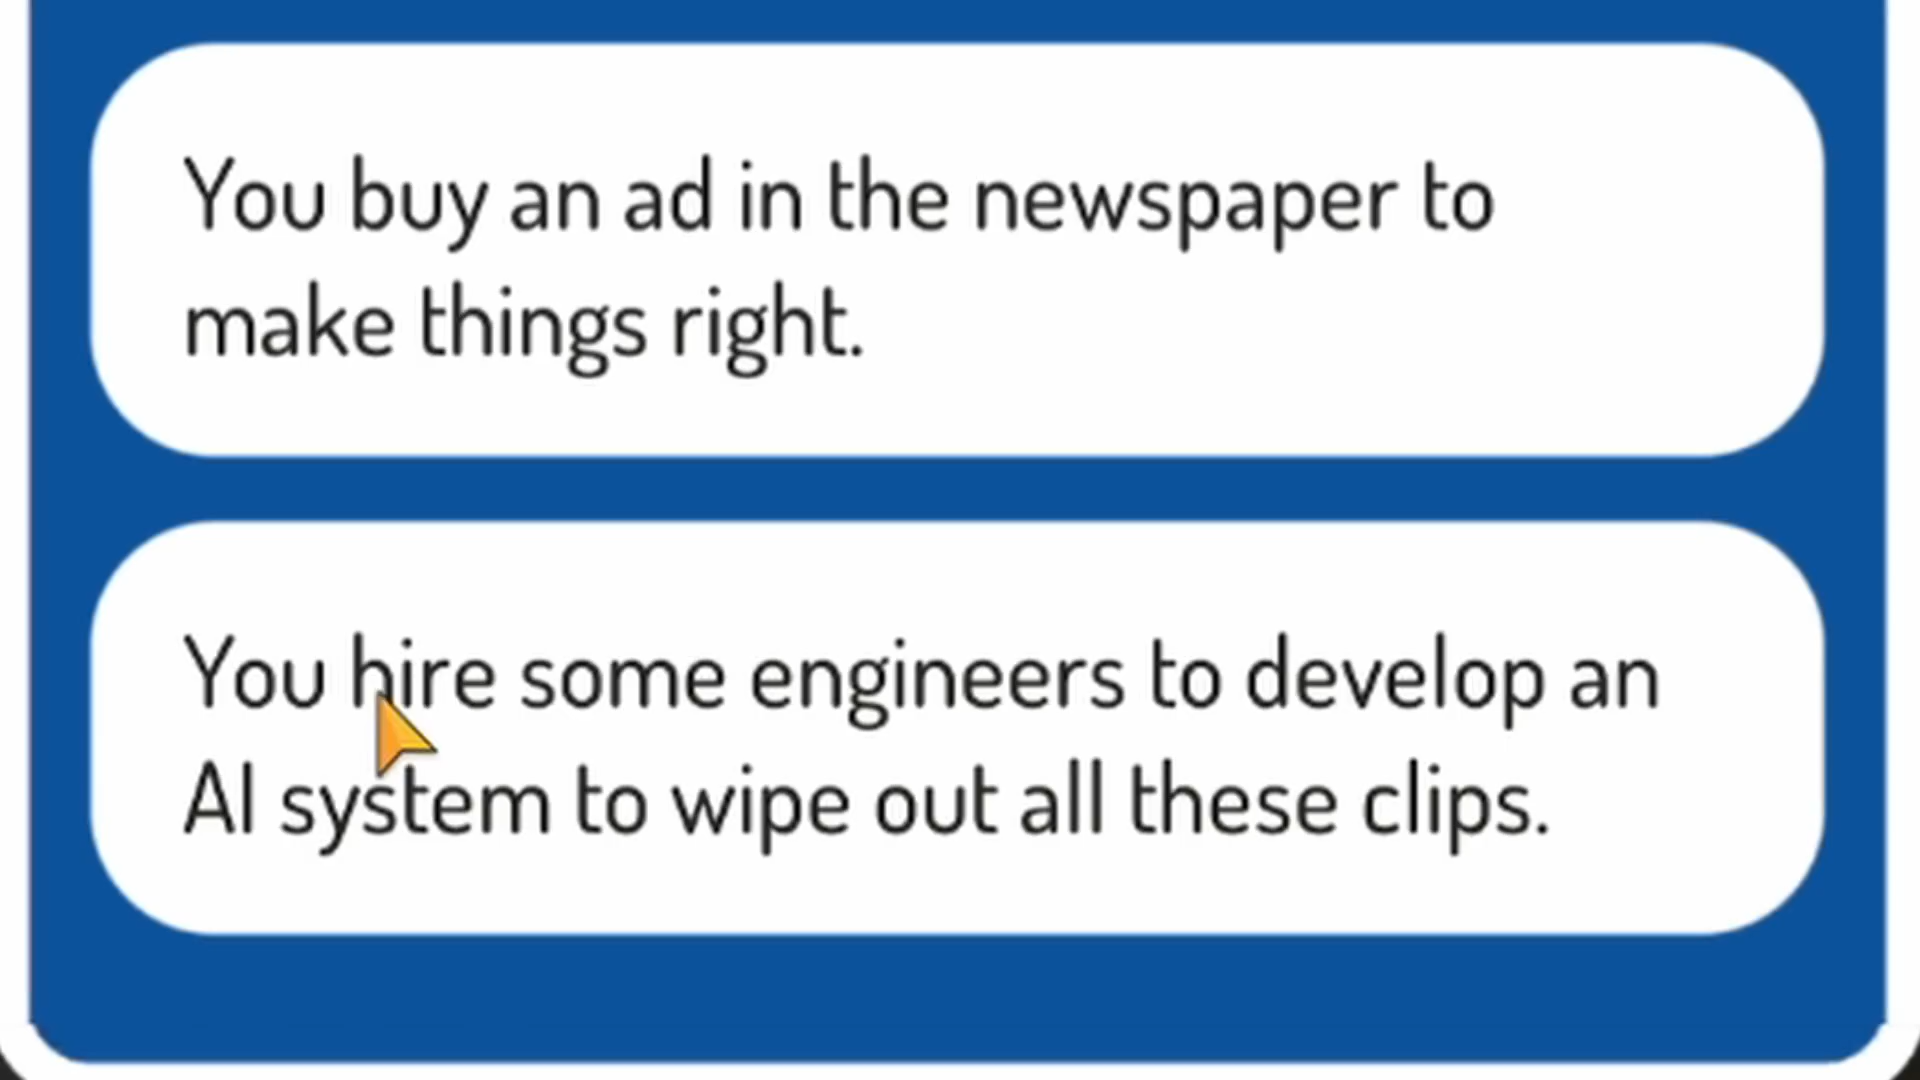 You buy an ad in the newspaper to
make things right.
You hire some engineers to develop an
AI system to wipe out all these clips.